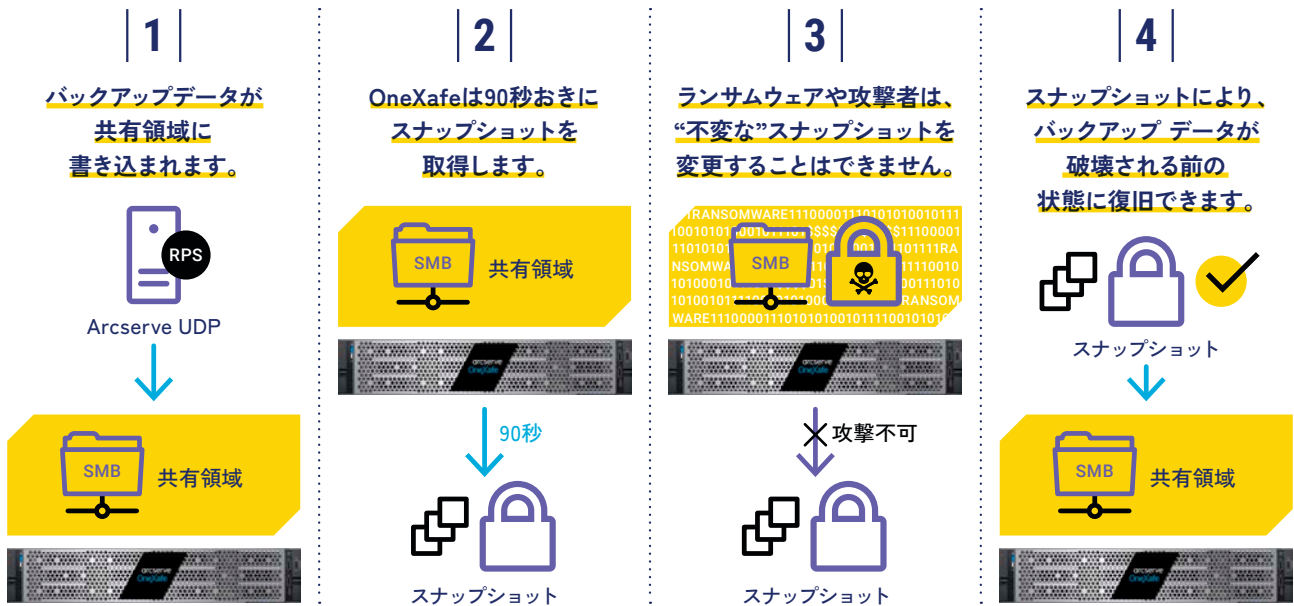 1
バックアップデータが
共有領域に
書き込まれます。
RPS
Arcserve UDP
SMB
共有領域
arcserve
OneXafe
2
OneXafeは90秒おきに
スナップショットを
取得します。
SMB
共有領域
arcserve
OneXafe
90秒
スナップショット
3
ランサムウェアや攻撃者は、
“不変な”スナップショットを
変更することはできません。
SMB
arcserve
OneXafe
攻撃不可
スナップショット
4
スナップショットにより、
バックアップ データが
破壊される前の
状態に復旧できます。
スナップショット
SMB
共有領域
arcserve
OneXafe